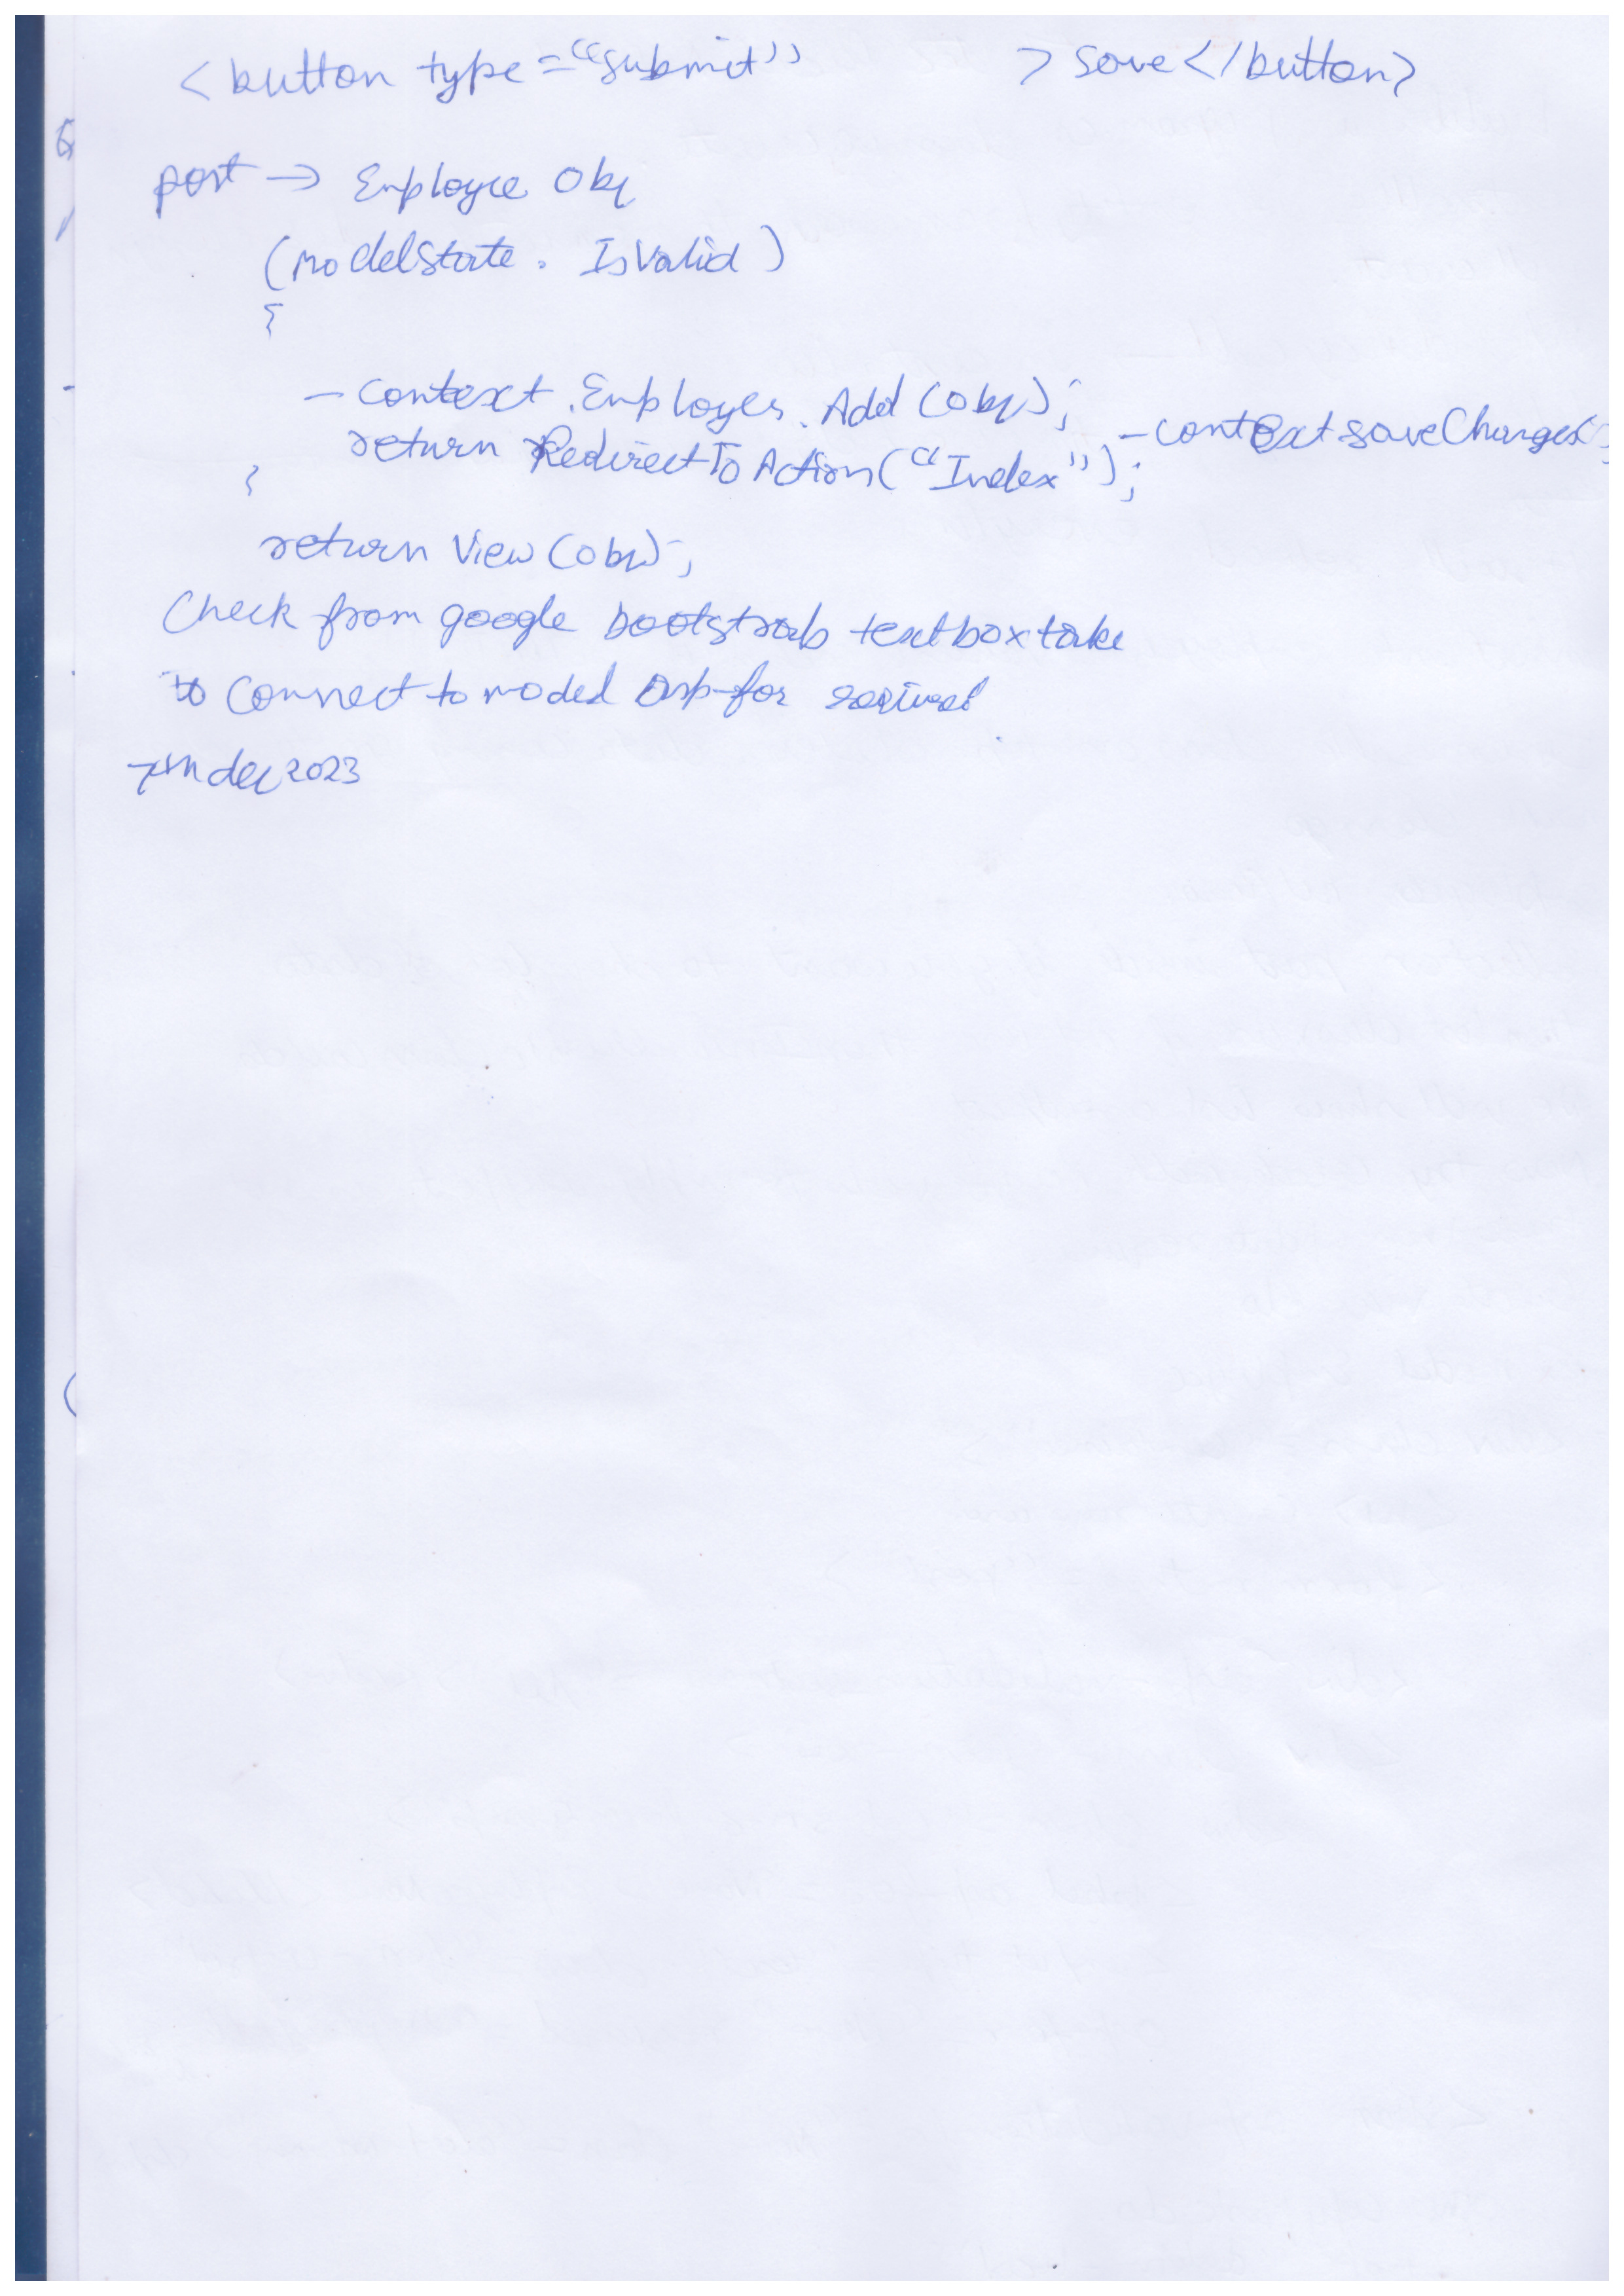 <button type="submit" > save </button>
post → Employee Obj
(modelState. IsValid)
{
_context.Employes.Add(obj); _context saveChanges
return RedirectToAction("Index");
}
return View(obj);
Check from google bootstrab textbox take
to connect to model asp-for
7th dec 2023